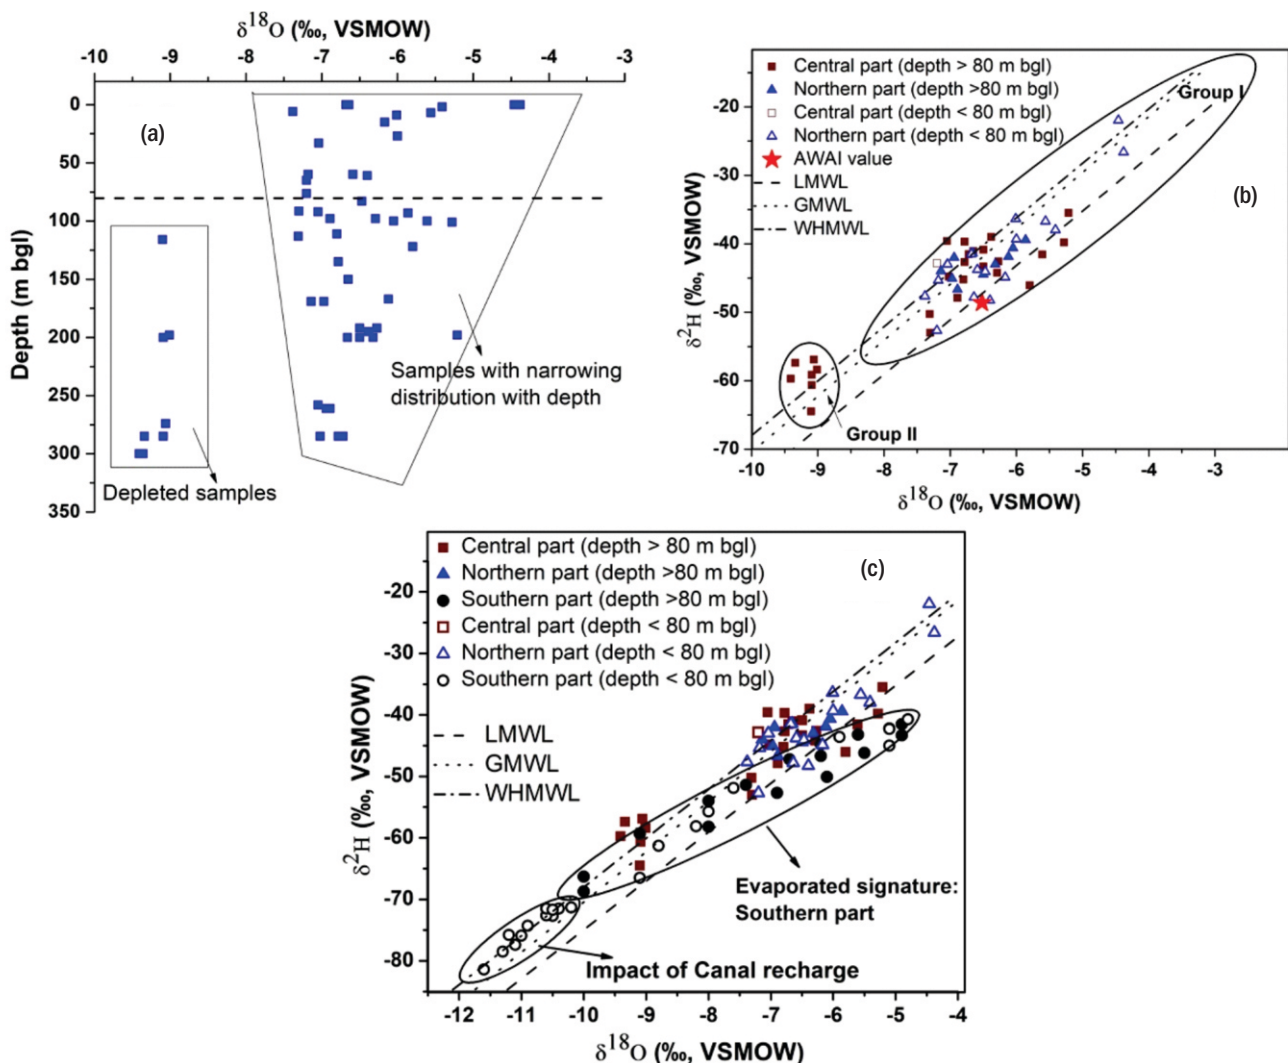 δ18O (‰, VSMOW)
-10 -9 -8 -7 -6 -5 -4 -3
(a)
0
50
100
150
200
250
300
350
Depth (m bgl)
Samples with narrowing
distribution with depth
Depleted samples
Central part (depth > 80 m bgl)
Northern part (depth >80 m bgl)
Central part (depth < 80 m bgl)
Northern part (depth < 80 m bgl)
AWAI value
LMWL
GMWL
WHMWL
Group I
(b)
Group II
-20
-30
-40
-50
-60
-70
δ2H (‰, VSMOW)
-10 -9 -8 -7 -6 -5 -4 -3
δ18O (‰, VSMOW)
Central part (depth > 80 m bgl)
Northern part (depth >80 m bgl)
Southern part (depth >80 m bgl)
Central part (depth < 80 m bgl)
Northern part (depth < 80 m bgl)
Southern part (depth < 80 m bgl)
(c)
LMWL
GMWL
WHMWL
Evaporated signature:
Southern part
Impact of Canal recharge
-20
-30
-40
-50
-60
-70
-80
δ2H (‰, VSMOW)
-12 -11 -10 -9 -8 -7 -6 -5 -4
δ18O (‰, VSMOW)